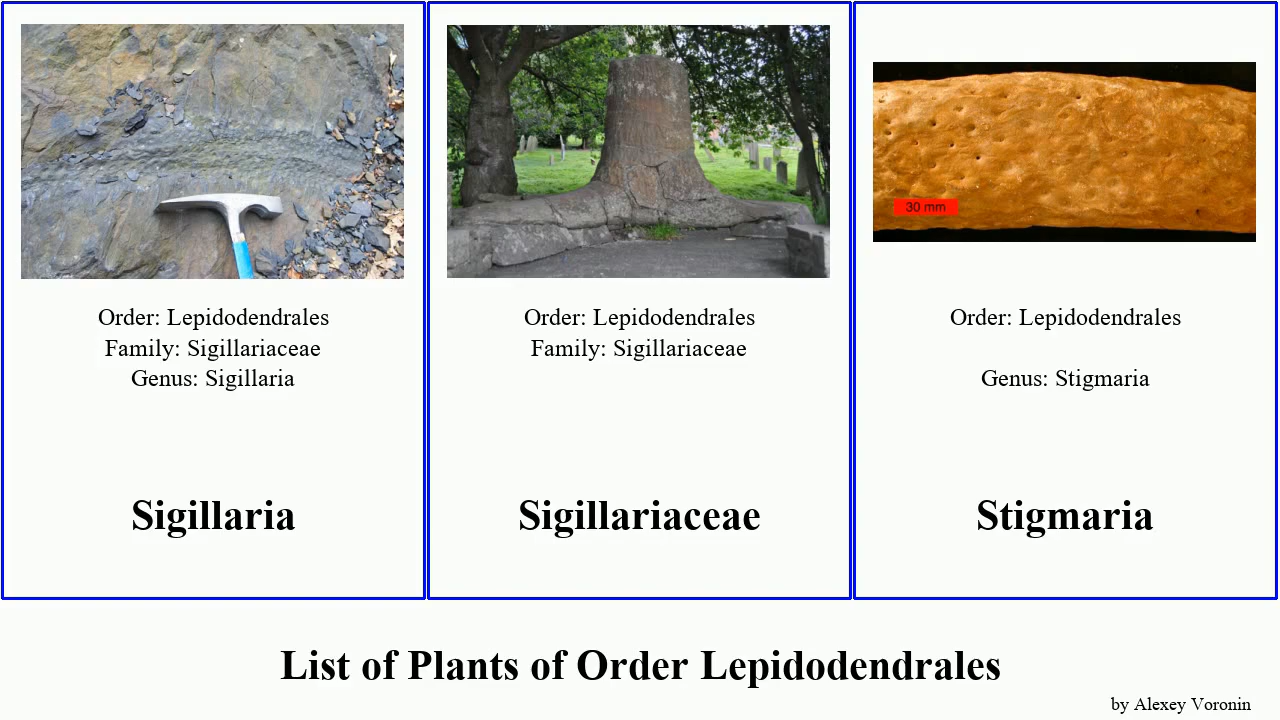 Order: Lepidodendrales
Family: Sigillariaceae
Genus: Sigillaria
Sigillaria
Order: Lepidodendrales
Family: Sigillariaceae
Sigillariaceae
30 mm
Order: Lepidodendrales
Genus: Stigmaria
Stigmaria
List of Plants of Order Lepidodendrales
by Alexey Voronin